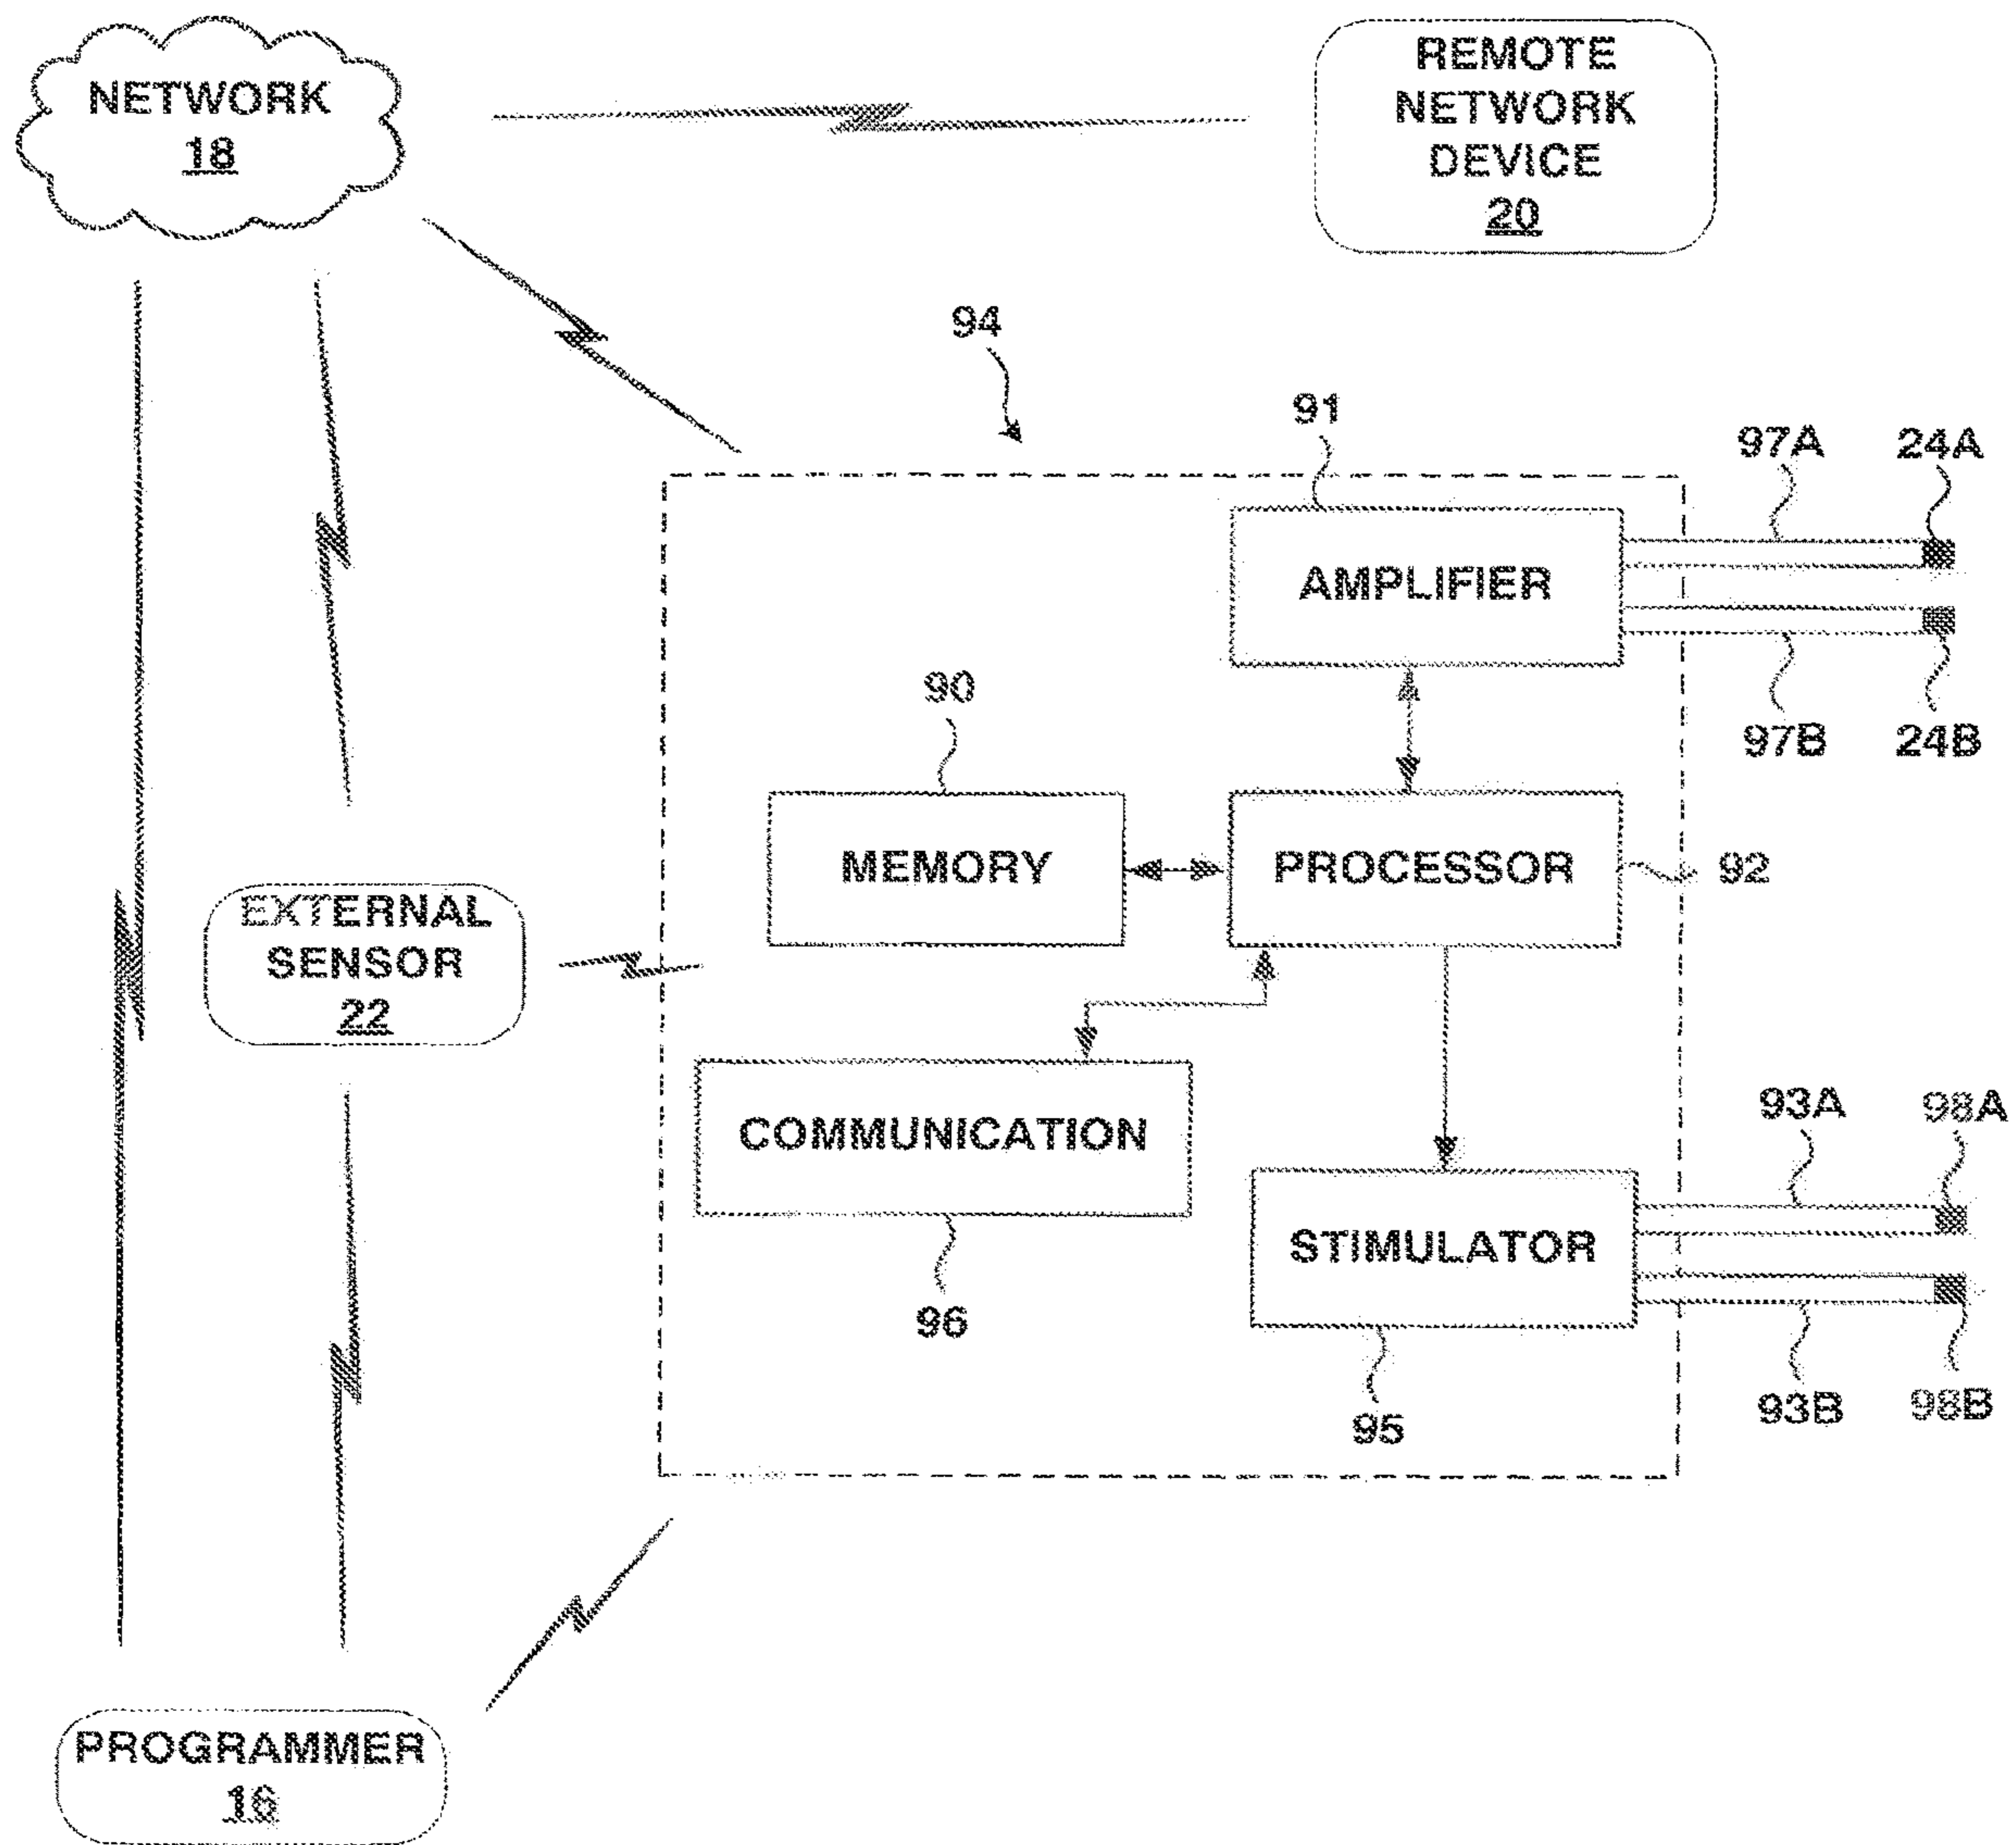 NETWORK
18
REMOTE
NETWORK
DEVICE
20
94
91
97A
24A
AMPLIFIER
97B
24B
90
MEMORY
PROCESSOR
92
EXTERNAL
SENSOR
22
COMMUNICATION
96
93A
98A
STIMULATOR
93B
98B
95
PROGRAMMER
16